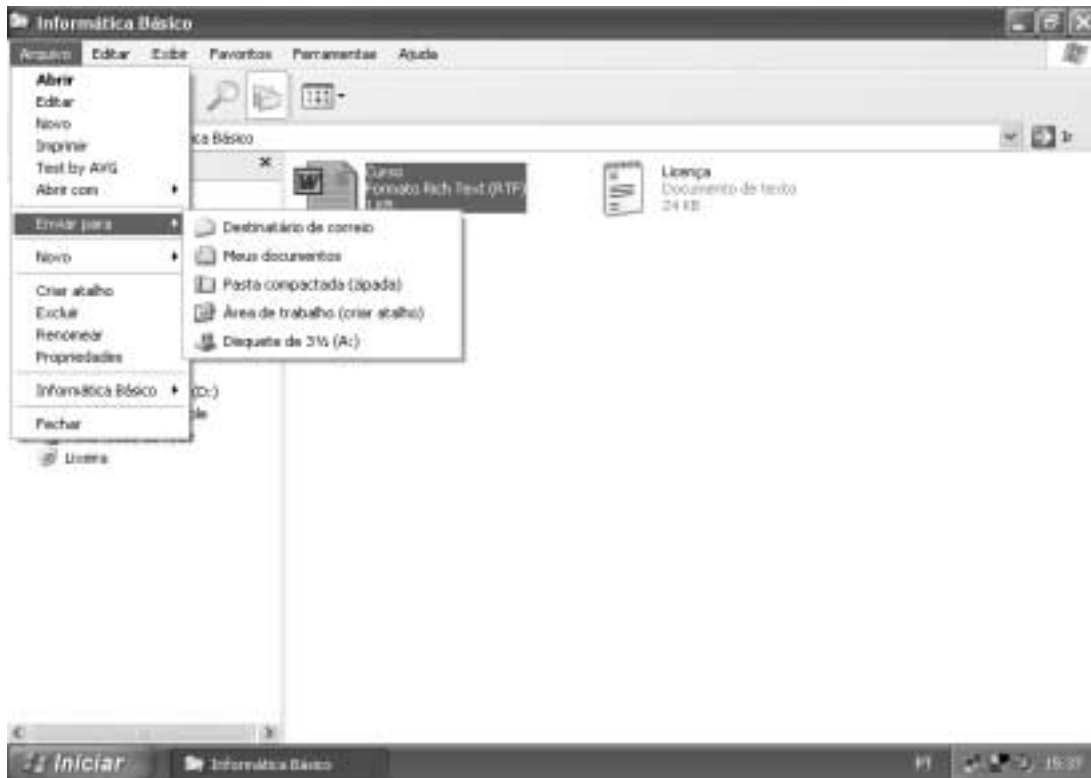 Informática Básico
Arquivo Editar Exibir Favoritos Ferramentas Ajuda
Abrir
Editar
Novo
Imprimir
Test by AVG
Abrir com
Enviar para
Novo
Criar atalho
Excluir
Renomear
Propriedades
Informática Básico
Fechar
ca Básico
Ir
Destinatário de correio
Meus documentos
Pasta compactada (zipada)
Área de trabalho (criar atalho)
Disquete de 3½ (A:)
Curso
Formato Rich Text (RTF)
Licença
Documento de texto
24 KB
(D:)
Lixeira
Iniciar
Informática Básico
PT